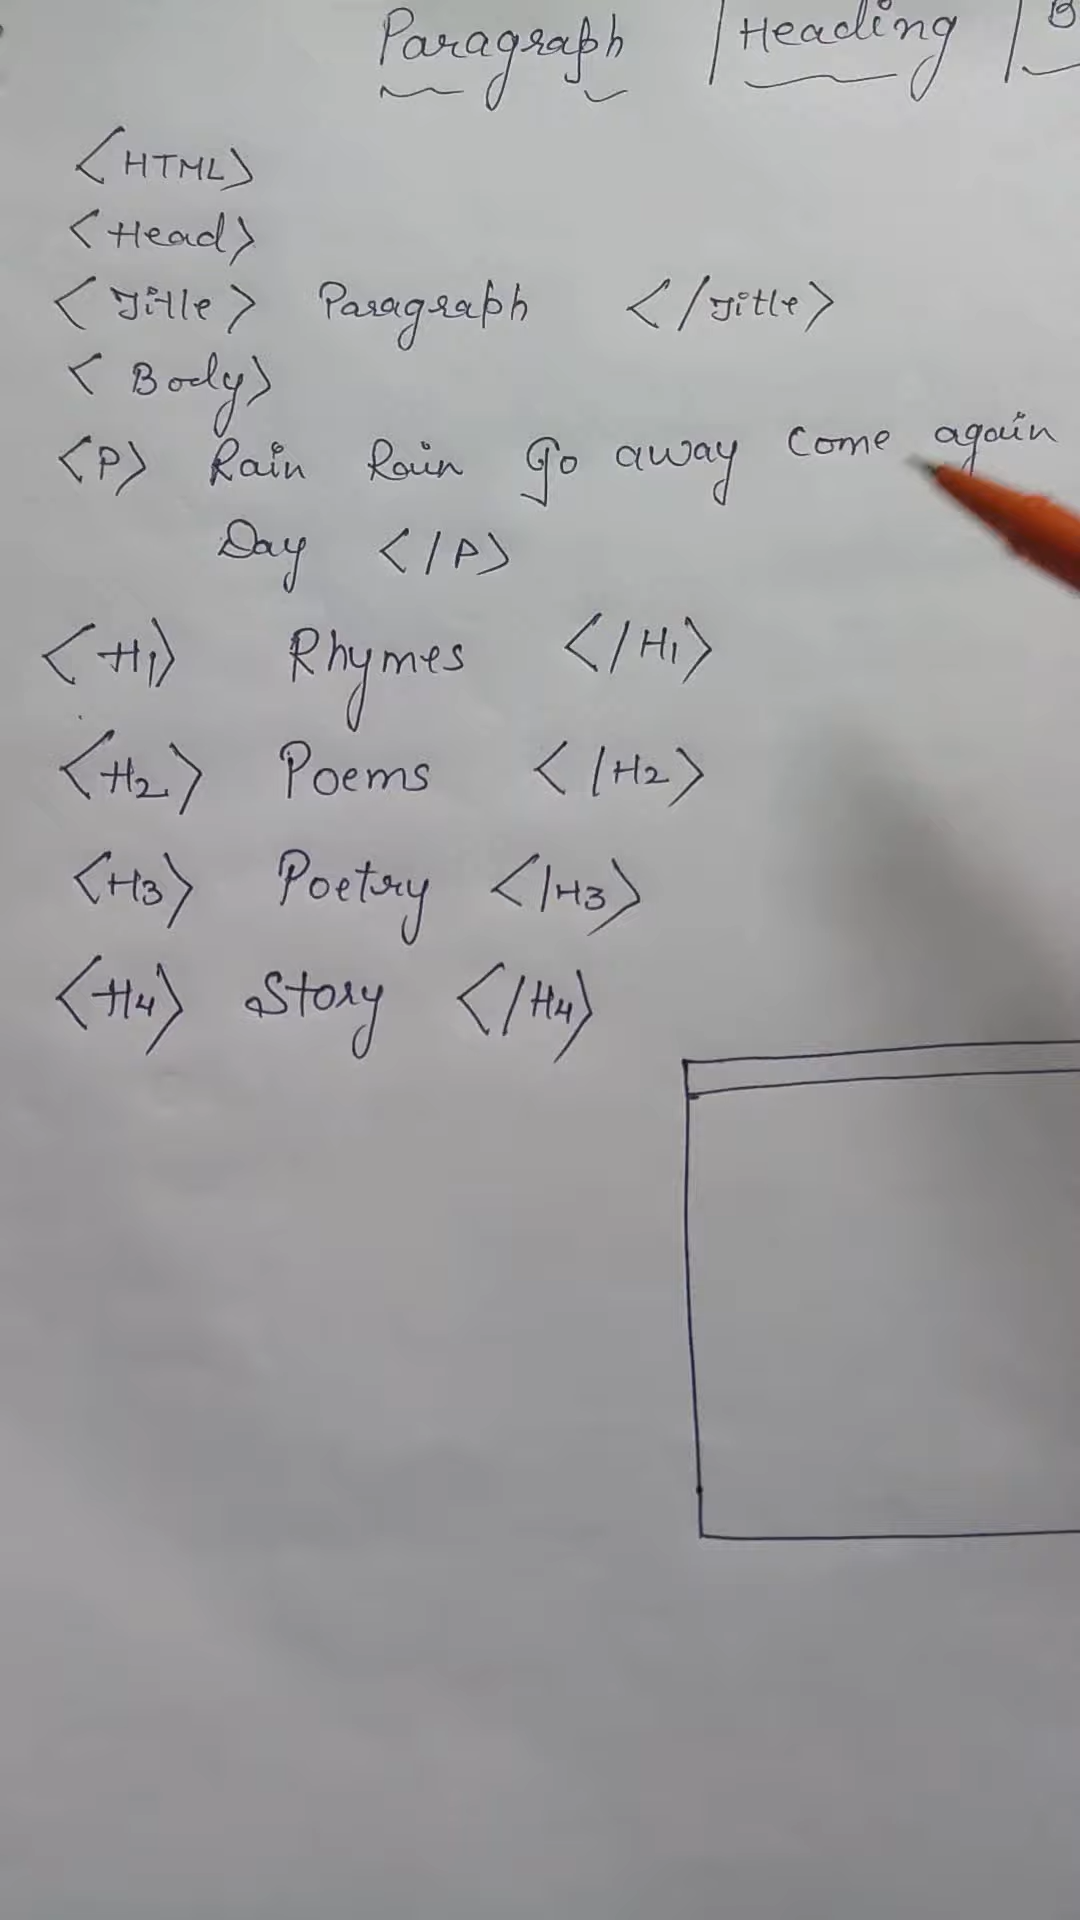 Paragraph | Heading | B
<HTML>
<Head>
<Title> Paragraph </Title>
<Body>
<P> Rain Rain Go away Come again
Day </P>
<H1> Rhymes </H1>
<H2> Poems </H2>
<H3> Poetry </H3>
<H4> Story </H4>